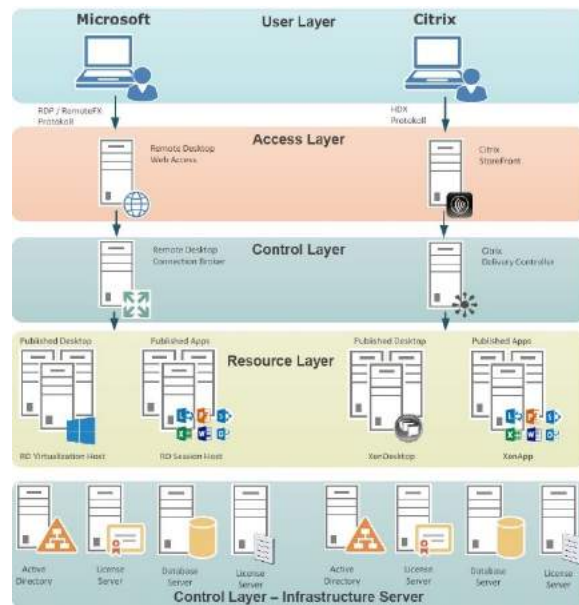 Microsoft
User Layer
Citrix
RDP / RemoteFX
Protokoll
HDX
Protokoll
Access Layer
Remote Desktop
Web Access
Citrix
StoreFront
Remote Desktop
Connection Broker
Control Layer
Citrix
Delivery Controller
Published Desktop
Published Apps
Resource Layer
Published Desktop
Published Apps
RD Virtualization Host
RD Session Host
XenDesktop
XenApp
Active
Directory
License
Server
Database
Server
License
Server
Active
Directory
License
Server
Database
Server
License
Server
Control Layer – Infrastructure Server